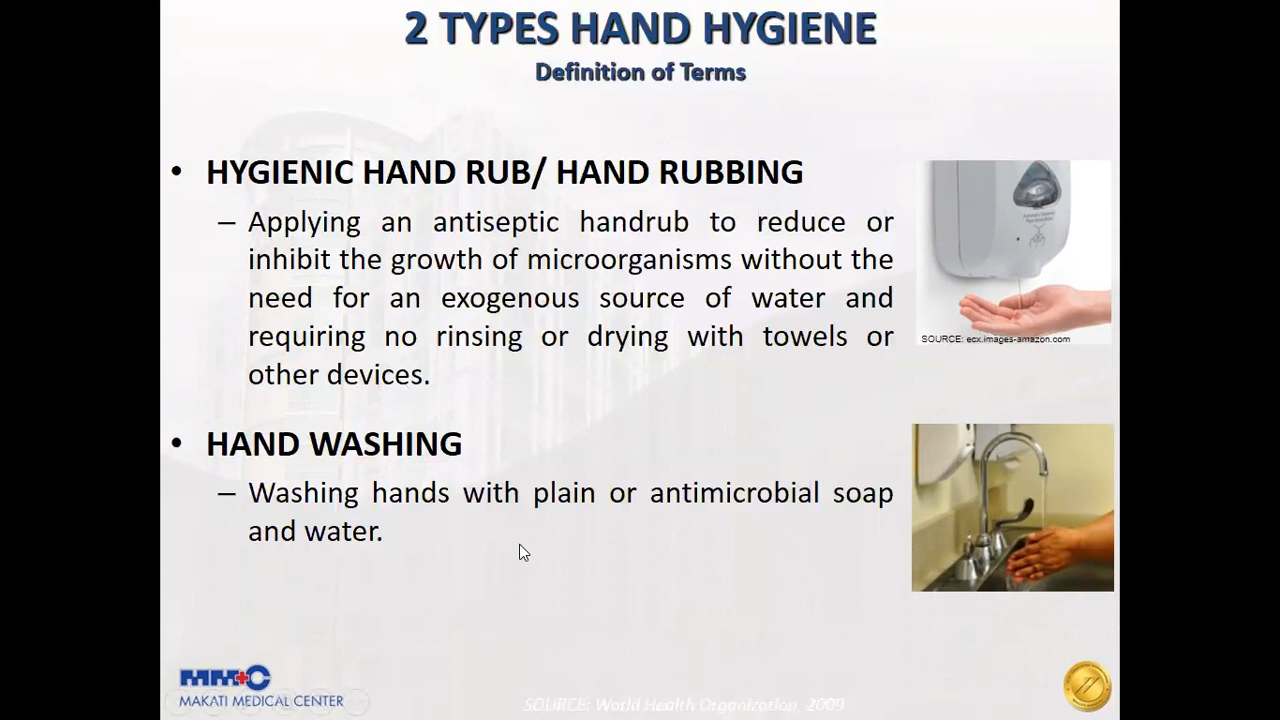 2 TYPES HAND HYGIENE
Definition of Terms
• HYGIENIC HAND RUB/ HAND RUBBING
– Applying an antiseptic handrub to reduce or
inhibit the growth of microorganisms without the
need for an exogenous source of water and
requiring no rinsing or drying with towels or
other devices.
SOURCE: ecx.images-amazon.com
• HAND WASHING
– Washing hands with plain or antimicrobial soap
and water.
MMC
MAKATI MEDICAL CENTER
SOURCE: World Health Organization, 2009